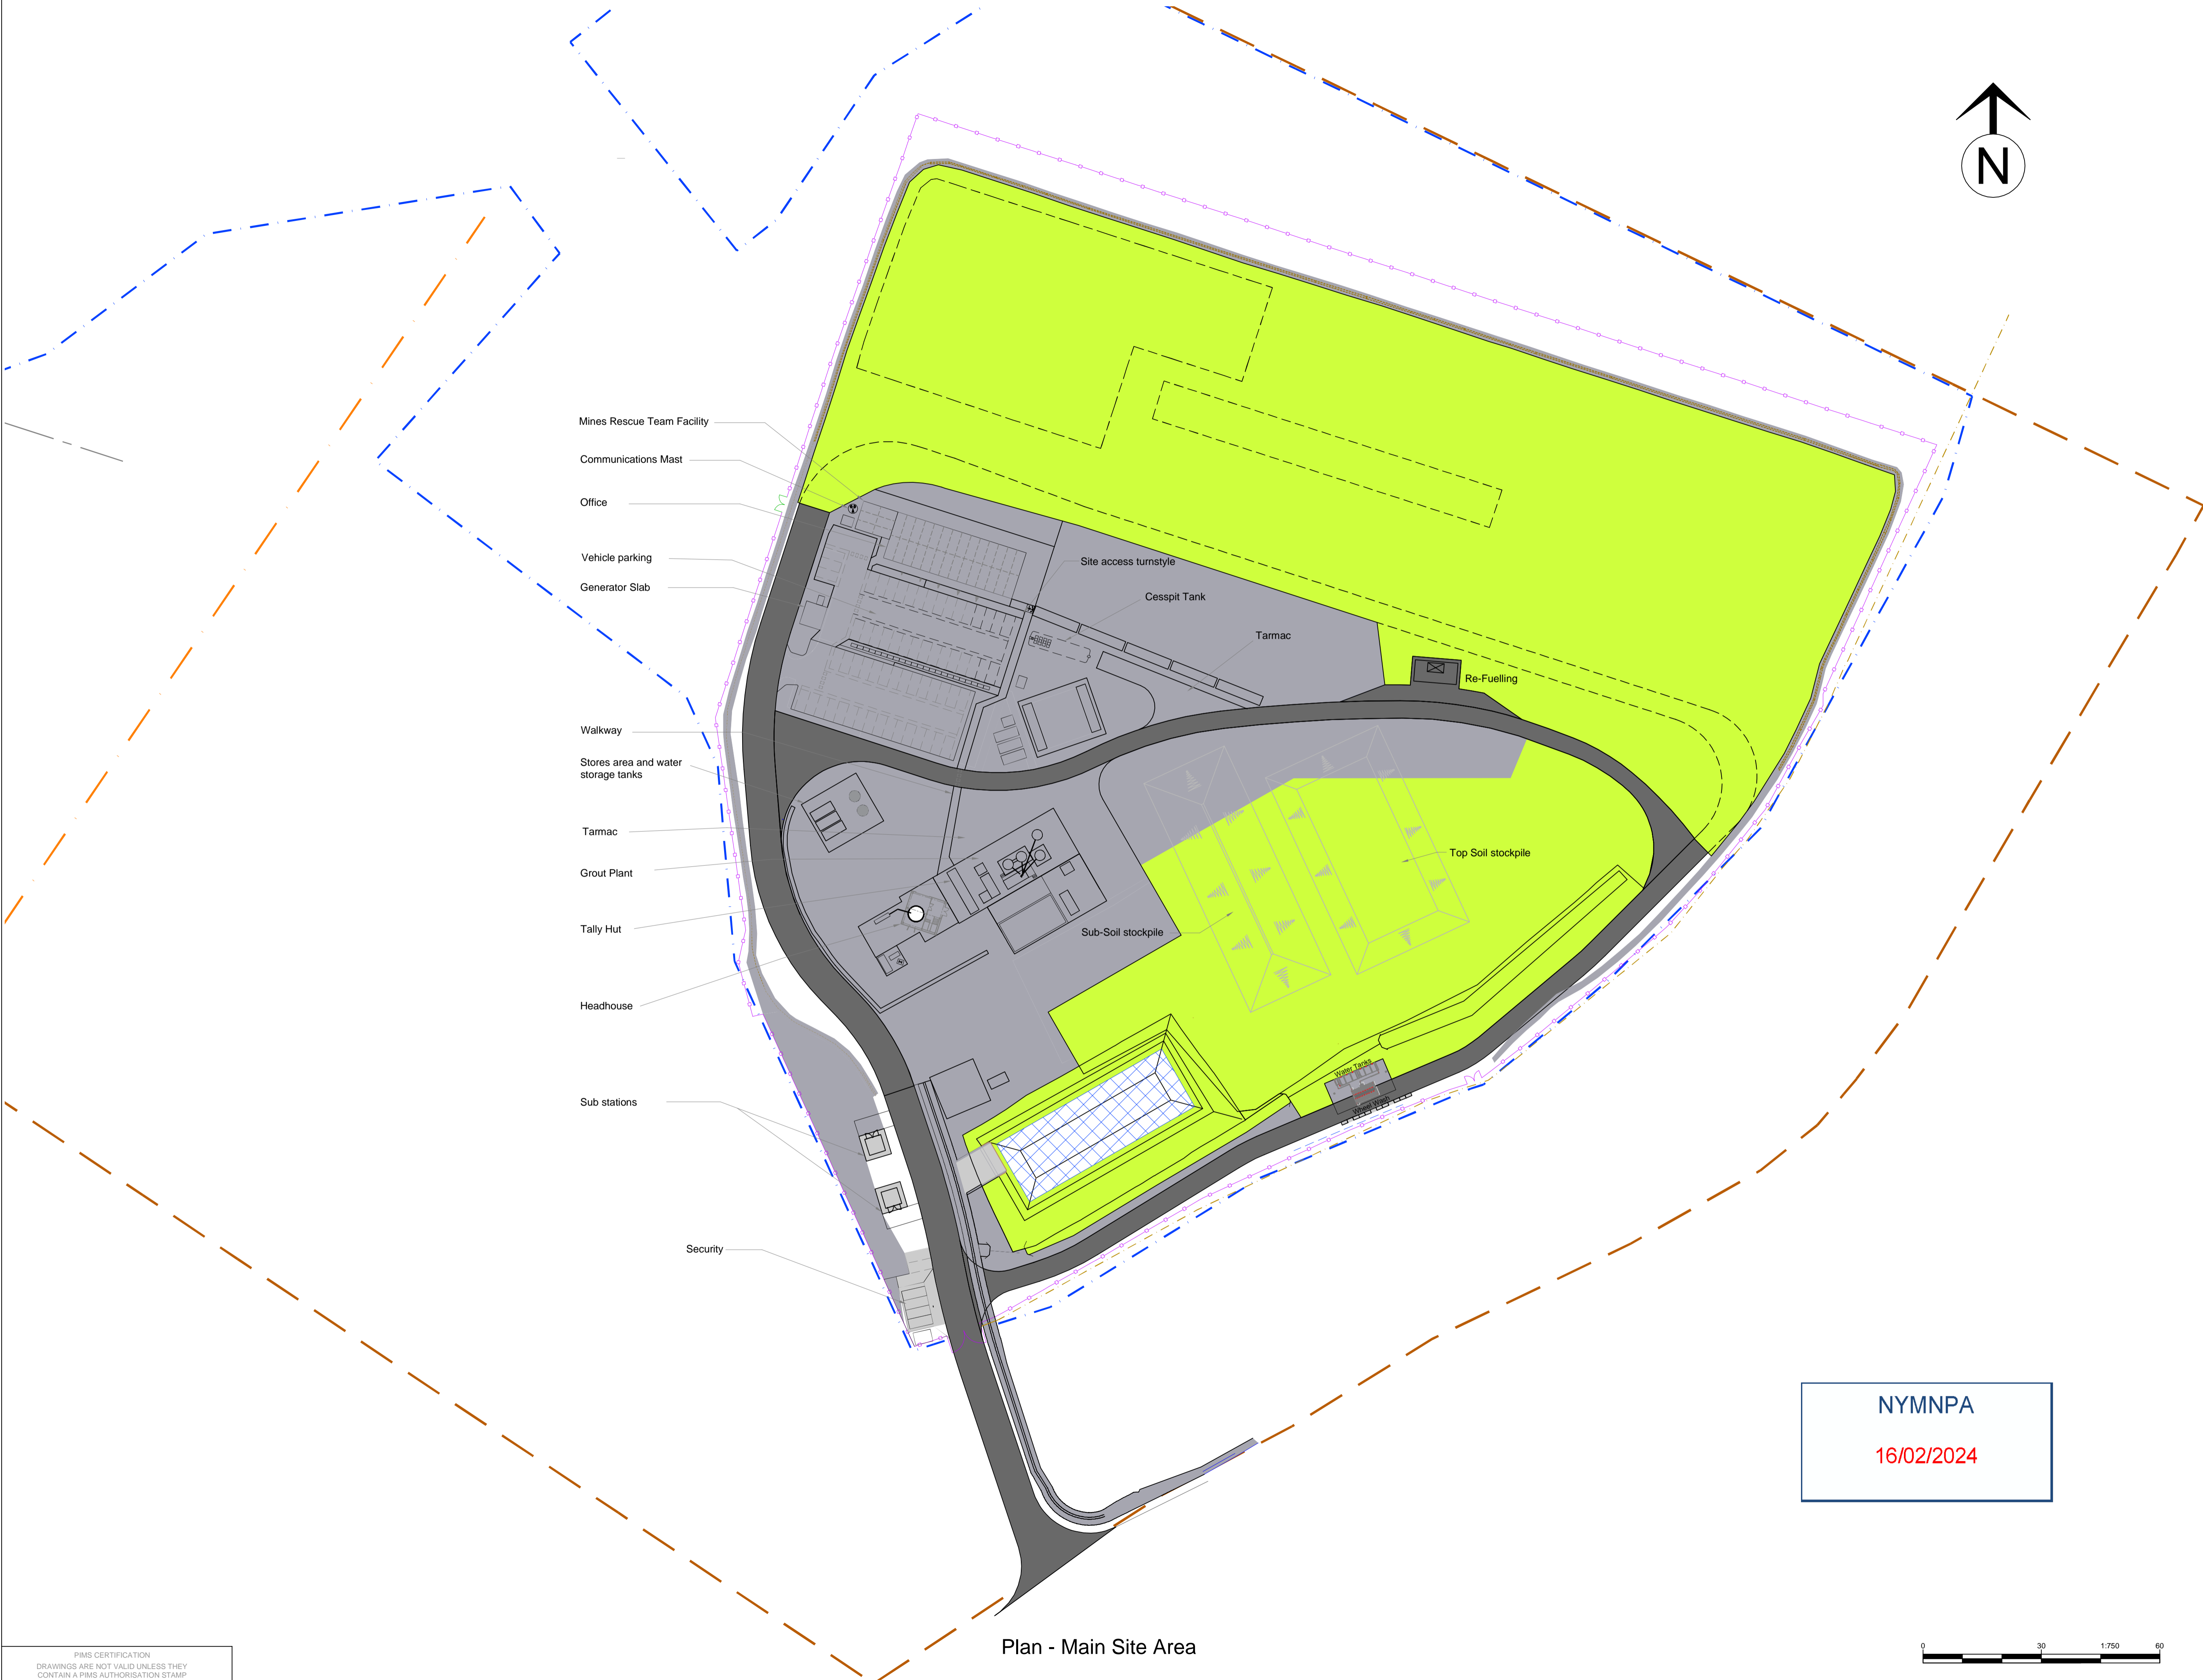 N
Mines Rescue Team Facility
Communications Mast
Office
Vehicle parking
Generator Slab
Site access turnstyle
Cesspit Tank
Tarmac
Re-Fuelling
Walkway
Stores area and water
storage tanks
Tarmac
Grout Plant
Top Soil stockpile
Tally Hut
Sub-Soil stockpile
Headhouse
Water Tanks
Wheel Wash
Sub stations
Security
NYMNPA
16/02/2024
Plan - Main Site Area
0 30 1:750 60
PIMS CERTIFICATION
DRAWINGS ARE NOT VALID UNLESS THEY
CONTAIN A PIMS AUTHORISATION STAMP